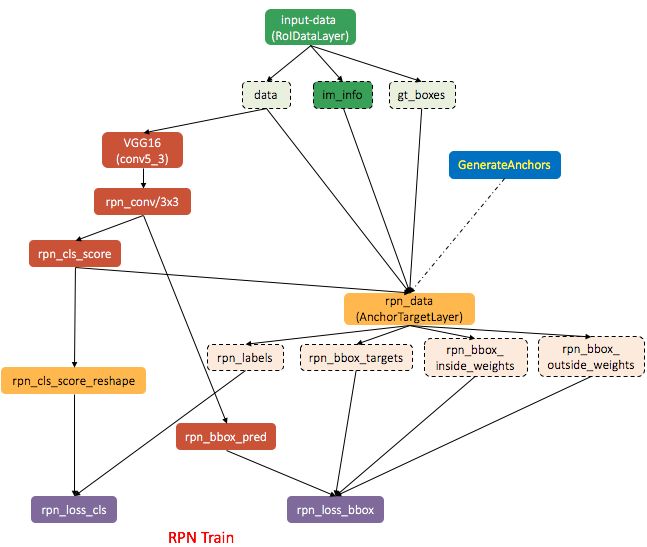 input-data
(RoIDataLayer)
data
im_info
gt_boxes
VGG16
(conv5_3)
GenerateAnchors
rpn_conv/3x3
rpn_cls_score
rpn_data
(AnchorTargetLayer)
rpn_labels
rpn_bbox_targets
rpn_bbox_
inside_weights
rpn_bbox_
outside_weights
rpn_cls_score_reshape
rpn_bbox_pred
rpn_loss_cls
rpn_loss_bbox
RPN Train